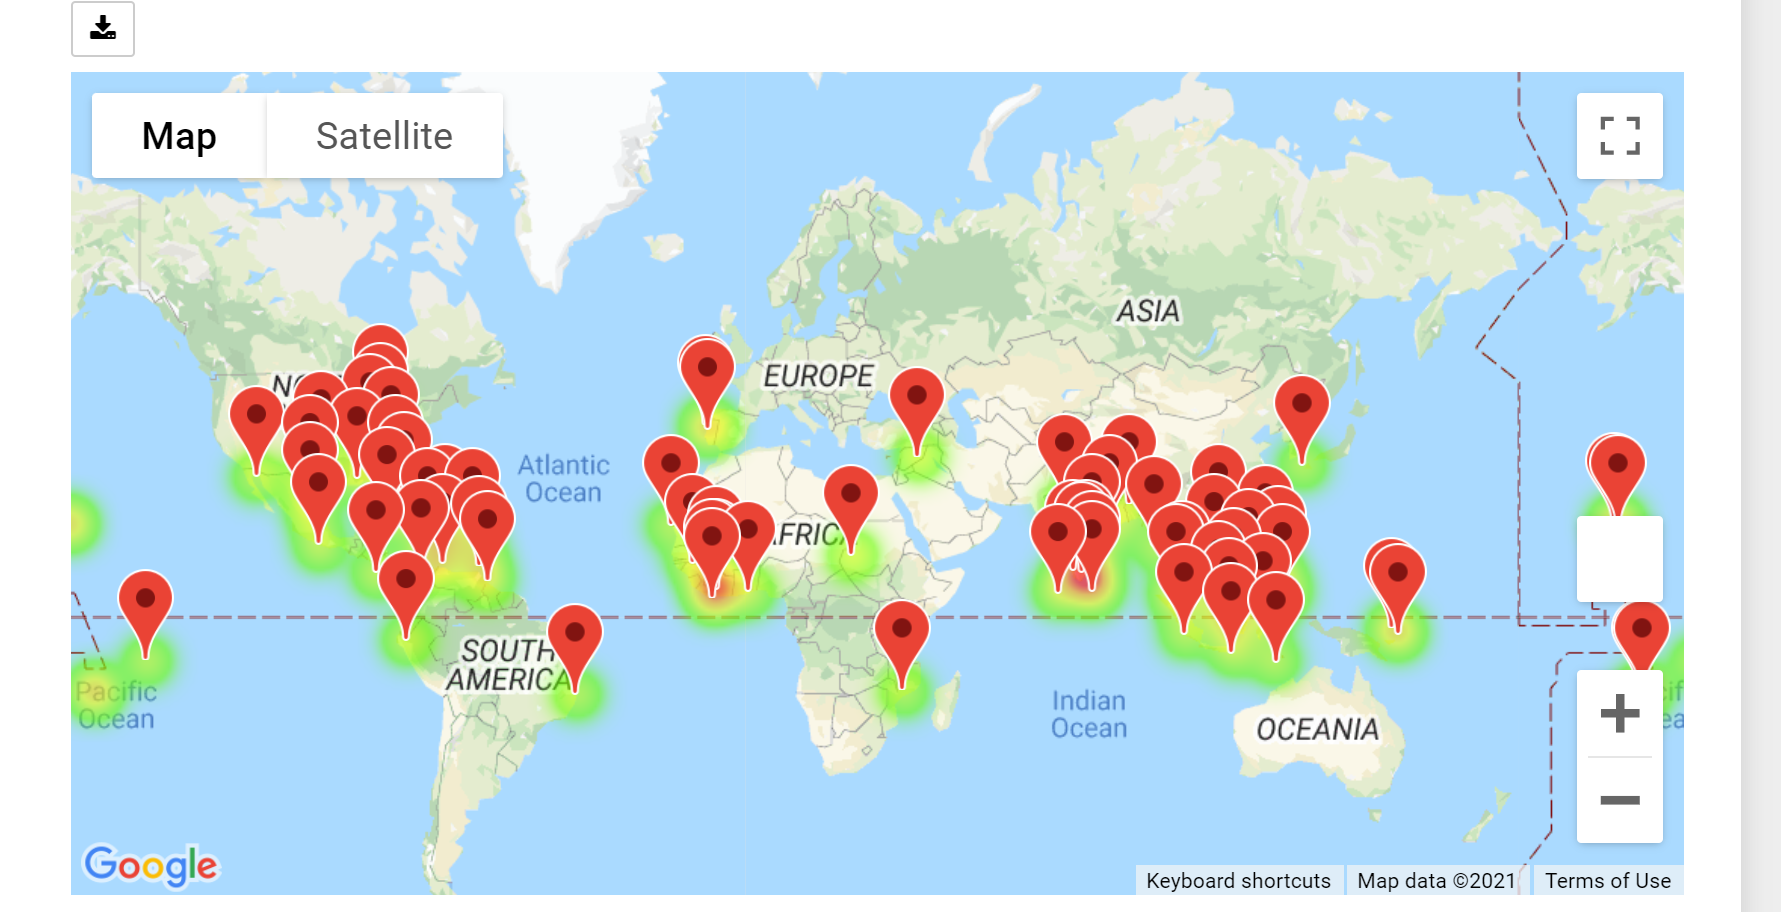 Map
Satellite
ASIA
EUROPE
Atlantic
Ocean
SOUTH
AMERICA
Pacific
Ocean
Indian
Ocean
OCEANIA
Google
Keyboard shortcuts
Map data ©2021
Terms of Use